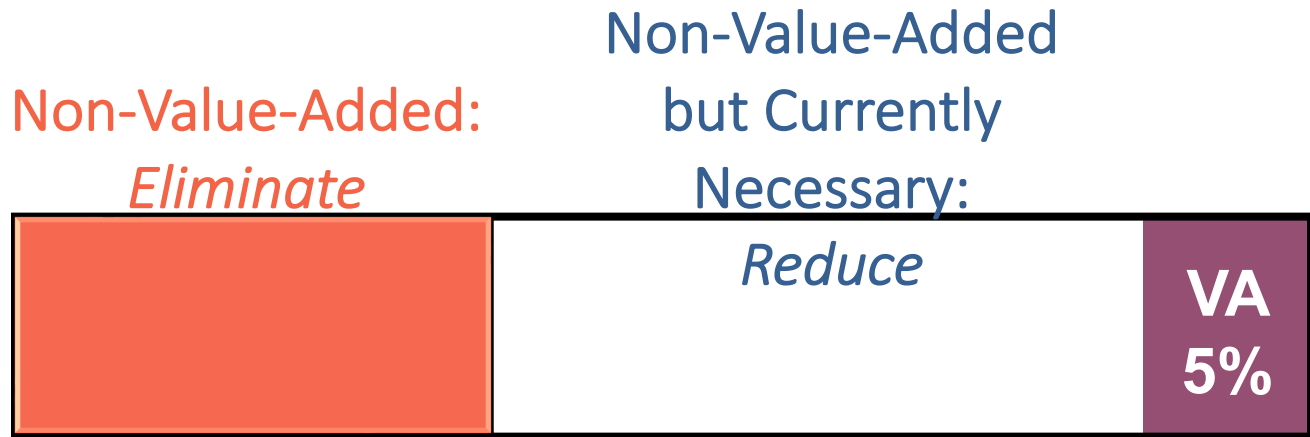 Non-Value-Added:
Eliminate
Non-Value-Added
but Currently
Necessary:
Reduce
VA
5%